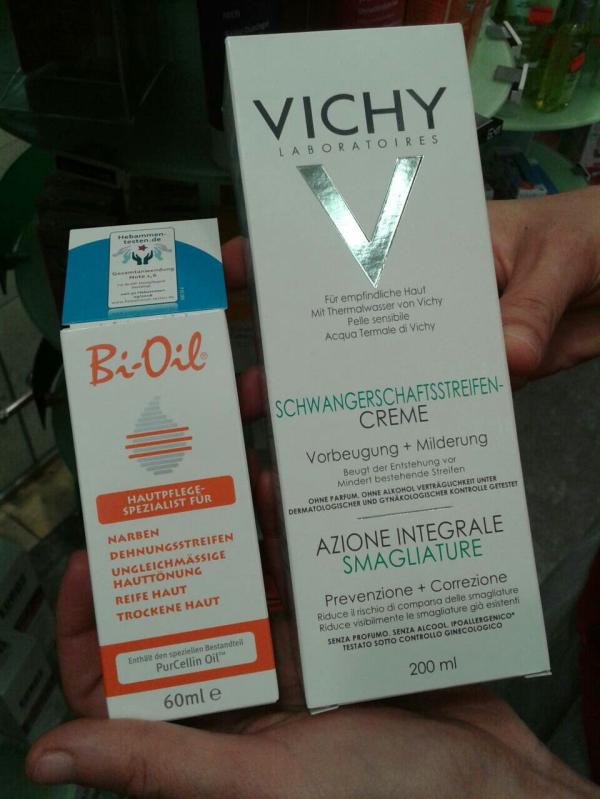 Hebammen-
testen.de
Gesamtanwendung
Note 1,6
Bi-Oil®
HAUTPFLEGE-
SPEZIALIST FÜR
NARBEN
DEHNUNGSSTREIFEN
UNGLEICHMÄSSIGE
HAUTTÖNUNG
REIFE HAUT
TROCKENE HAUT
Enthält den speziellen Bestandteil
PurCellin Oil™
60ml e
VICHY
LABORATOIRES
Für empfindliche Haut
Mit Thermalwasser von Vichy
Pelle sensibile
Acqua Termale di Vichy
SCHWANGERSCHAFTSSTREIFEN-
CREME
Vorbeugung + Milderung
Beugt der Entstehung vor
Mindert bestehende Streifen
OHNE PARFUM. OHNE ALKOHOL VERTRÄGLICHKEIT UNTER
DERMATOLOGISCHER UND GYNÄKOLOGISCHER KONTROLLE GETESTET
AZIONE INTEGRALE
SMAGLIATURE
Prevenzione + Correzione
Riduce il rischio di comparsa delle smagliature
Riduce visibilmente le smagliature già esistenti
SENZA PROFUMO. SENZA ALCOOL. IPOALLERGENICO*
TESTATO SOTTO CONTROLLO GINECOLOGICO
200 ml